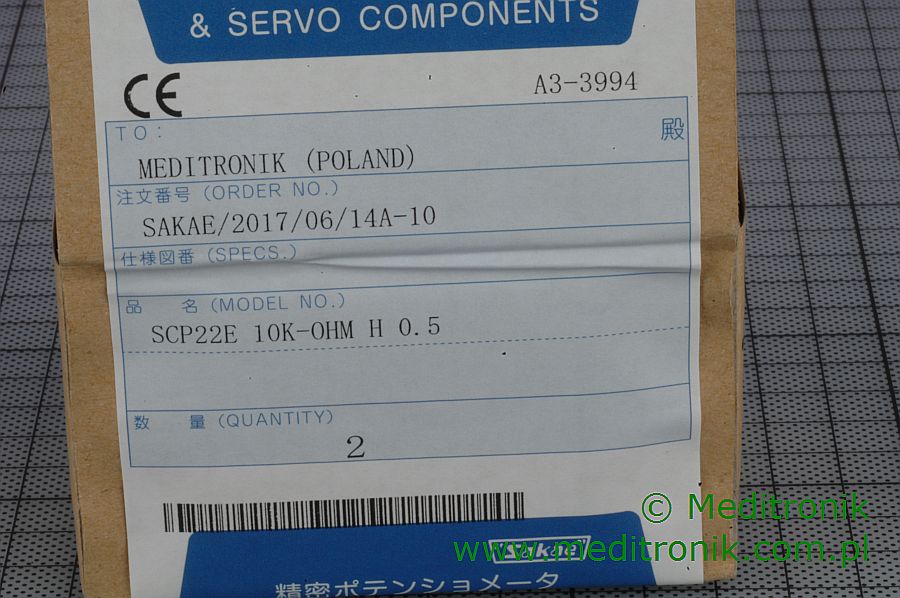 & SERVO COMPONENTS
CE
A3-3994
TO:
殿
MEDITRONIK (POLAND)
注文番号 (ORDER NO.)
SAKAE/2017/06/14A-10
仕様図番 (SPECS.)
品 名 (MODEL NO.)
SCP22E 10K-OHM H 0.5
数 量 (QUANTITY)
2
© Meditronik
Sakae
www.meditronik.com.pl
精密ポテンショメータ